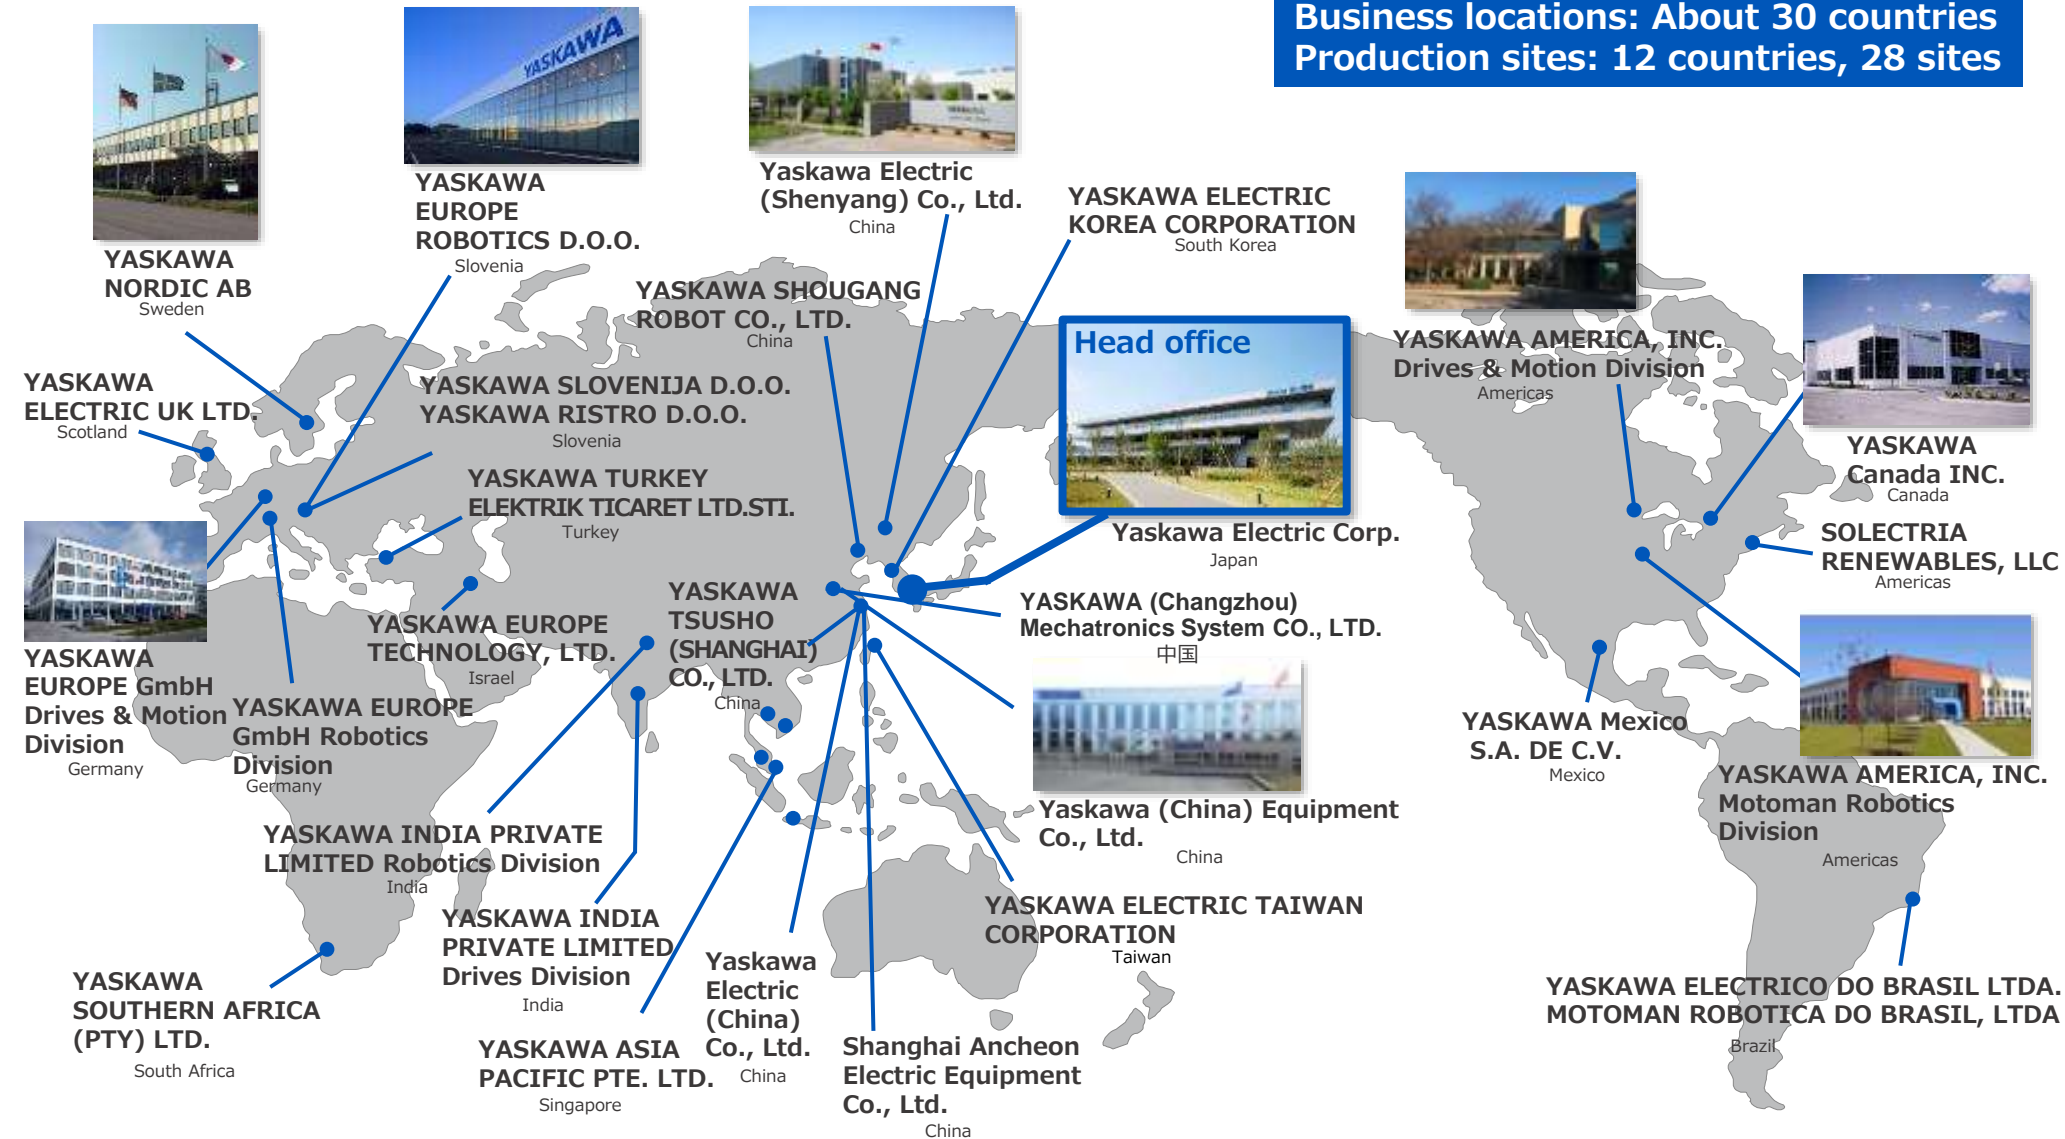 Business locations: About 30 countries
Production sites: 12 countries, 28 sites
YASKAWA
YASKAWA
NORDIC AB
Sweden
YASKAWA
EUROPE
ROBOTICS D.O.O.
Slovenia
Yaskawa Electric
(Shenyang) Co., Ltd.
China
YASKAWA ELECTRIC
KOREA CORPORATION
South Korea
YASKAWA SHOUGANG
ROBOT CO., LTD.
China
Head office
Yaskawa Electric Corp.
Japan
YASKAWA AMERICA, INC.
Drives & Motion Division
Americas
YASKAWA
Canada INC.
Canada
YASKAWA
ELECTRIC UK LTD.
Scotland
YASKAWA SLOVENIJA D.O.O.
YASKAWA RISTRO D.O.O.
Slovenia
YASKAWA TURKEY
ELEKTRIK TICARET LTD.STI.
Turkey
SOLECTRIA
RENEWABLES, LLC
Americas
YASKAWA
TSUSHO
(SHANGHAI)
CO., LTD.
China
YASKAWA (Changzhou)
Mechatronics System CO., LTD.
中国
YASKAWA EUROPE
TECHNOLOGY, LTD.
Israel
YASKAWA
EUROPE GmbH
Drives & Motion
Division
Germany
YASKAWA EUROPE
GmbH Robotics
Division
Germany
YASKAWA Mexico
S.A. DE C.V.
Mexico
YASKAWA AMERICA, INC.
Motoman Robotics
Division
Americas
Yaskawa (China) Equipment
Co., Ltd.
China
YASKAWA INDIA PRIVATE
LIMITED Robotics Division
India
YASKAWA INDIA
PRIVATE LIMITED
Drives Division
India
YASKAWA ELECTRIC TAIWAN
CORPORATION
Taiwan
YASKAWA
SOUTHERN AFRICA
(PTY) LTD.
South Africa
Yaskawa
Electric
(China)
Co., Ltd.
China
YASKAWA ASIA
PACIFIC PTE. LTD.
Singapore
Shanghai Ancheon
Electric Equipment
Co., Ltd.
China
YASKAWA ELECTRICO DO BRASIL LTDA.
MOTOMAN ROBOTICA DO BRASIL, LTDA
Brazil